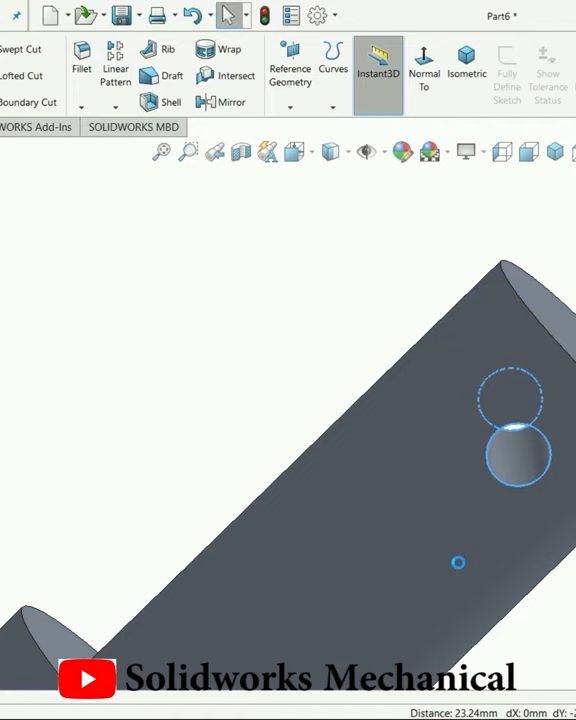 Part6 *
Swept Cut
Lofted Cut
Boundary Cut
Fillet
Linear
Pattern
Rib
Draft
Shell
Wrap
Intersect
Mirror
Reference
Geometry
Curves
Instant3D
Normal
To
Isometric
Fully
Define
Sketch
Show
Tolerance
Status
WORKS Add-Ins
SOLIDWORKS MBD
Solidworks Mechanical
Distance: 23.24mm dX: 0mm dY: -2